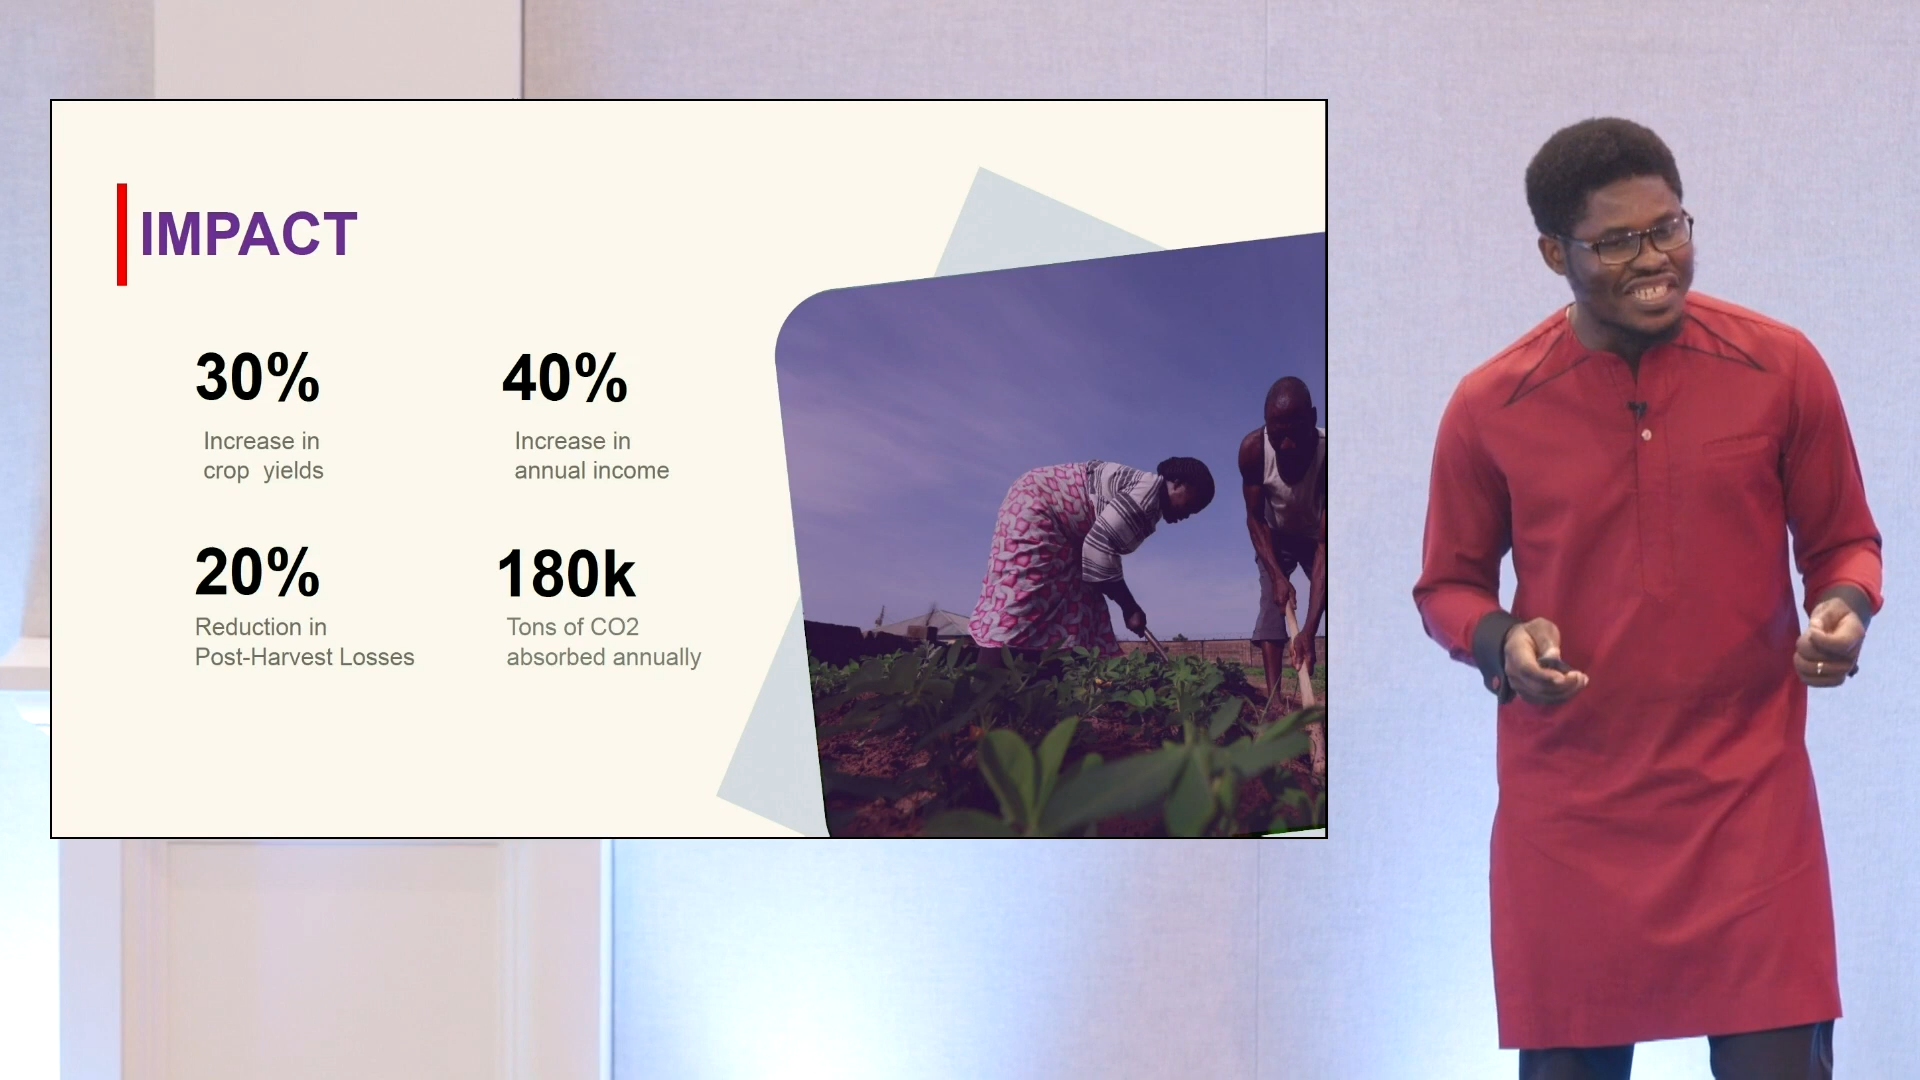 IMPACT
30%
Increase in
crop yields
40%
Increase in
annual income
20%
Reduction in
Post-Harvest Losses
180k
Tons of CO2
absorbed annually